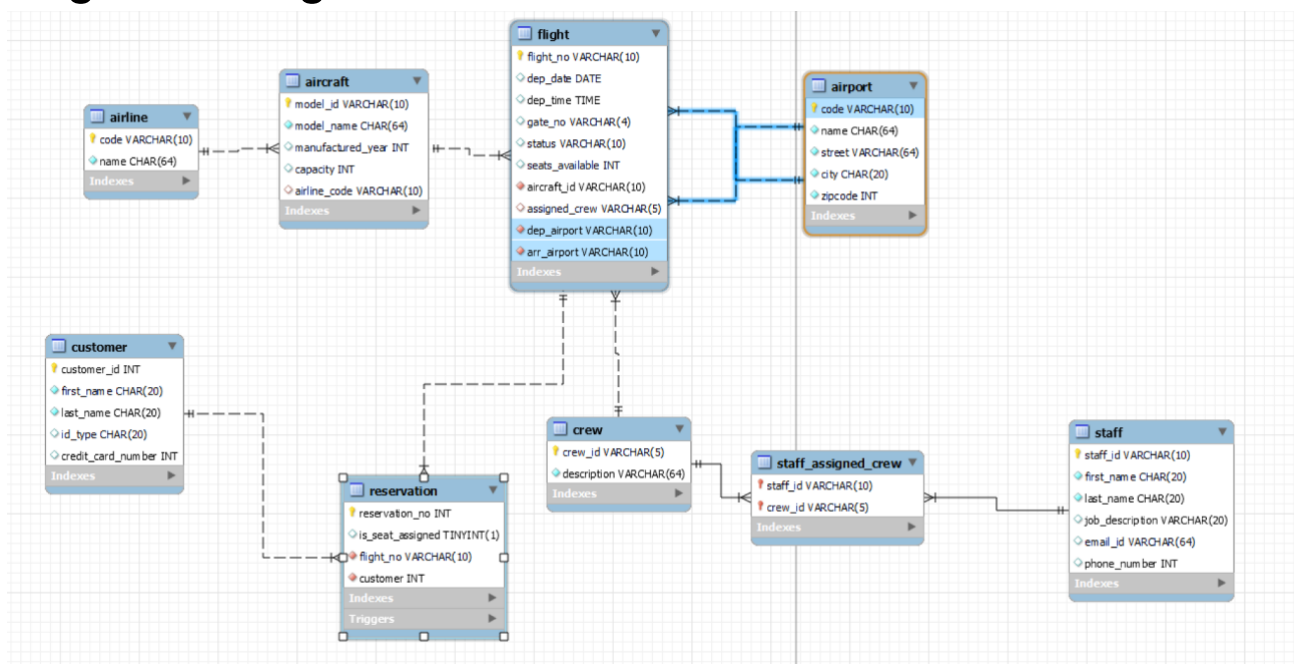 flight
flight_no VARCHAR(10)
dep_date DATE
dep_time TIME
gate_no VARCHAR(4)
status VARCHAR(10)
seats_available INT
aircraft_id VARCHAR(10)
assigned_crew VARCHAR(5)
dep_airport VARCHAR(10)
arr_airport VARCHAR(10)
Indexes
aircraft
model_id VARCHAR(10)
model_name CHAR(64)
manufactured_year INT
capacity INT
airline_code VARCHAR(10)
Indexes
airport
code VARCHAR(10)
name CHAR(64)
street VARCHAR(64)
city CHAR(20)
zipcode INT
Indexes
airline
code VARCHAR(10)
name CHAR(64)
Indexes
customer
customer_id INT
first_name CHAR(20)
last_name CHAR(20)
id_type CHAR(20)
credit_card_number INT
Indexes
crew
crew_id VARCHAR(5)
description VARCHAR(64)
Indexes
staff
staff_id VARCHAR(10)
first_name CHAR(20)
last_name CHAR(20)
job_description VARCHAR(20)
email_id VARCHAR(64)
phone_number INT
Indexes
staff_assigned_crew
staff_id VARCHAR(10)
crew_id VARCHAR(5)
Indexes
reservation
reservation_no INT
is_seat_assigned TINYINT(1)
flight_no VARCHAR(10)
customer INT
Indexes
Triggers